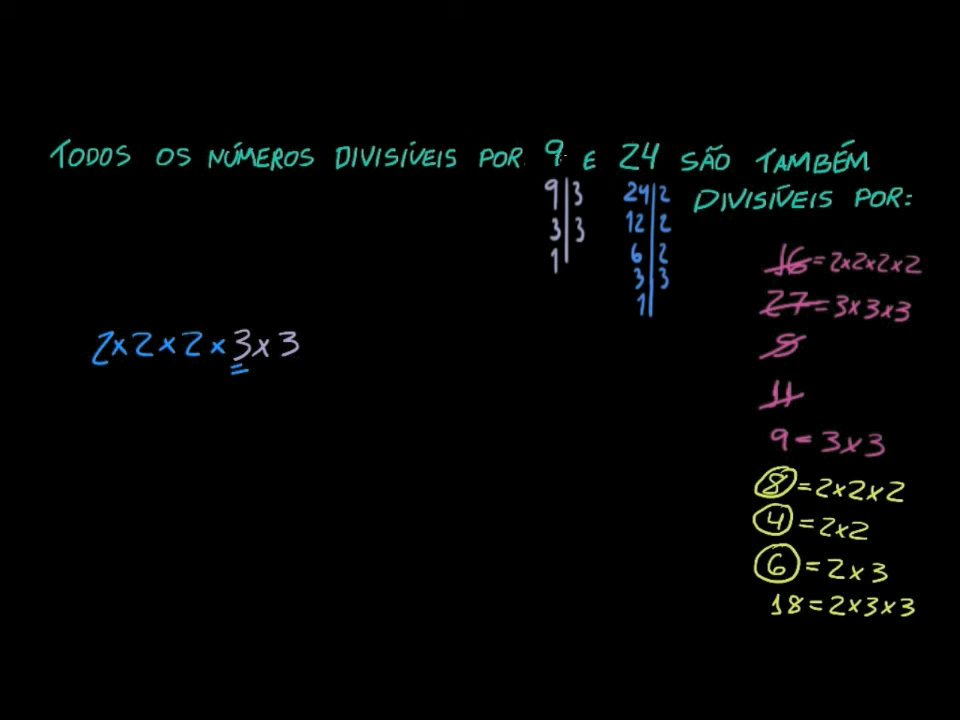 TODOS OS NÚMEROS DIVISÍVEIS POR 9 E 24 SÃO TAMBÉM
DIVISÍVEIS POR:
9 | 3
3 | 3
1 |
24 | 2
12 | 2
6 | 2
3 | 3
1 |
2x2x2x3x3
16 = 2x2x2x2
27 = 3x3x3
11
9 = 3x3
8 = 2x2x2
4 = 2x2
6 = 2x3
18 = 2x3x3